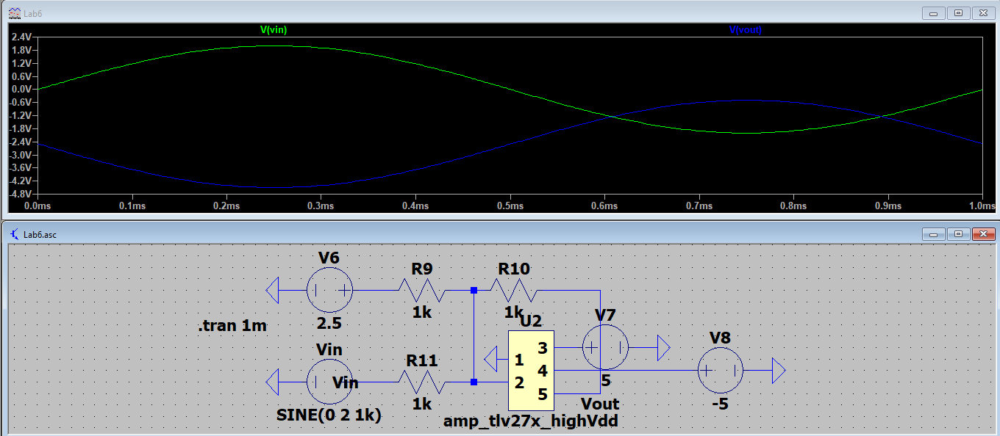 Lab6
V(vin) V(vout)
2.4V
1.8V
1.2V
0.6V
0.0V
-0.6V
-1.2V
-1.8V
-2.4V
-3.0V
-3.6V
-4.2V
-4.8V
0.0ms 0.1ms 0.2ms 0.3ms 0.4ms 0.5ms 0.6ms 0.7ms 0.8ms 0.9ms 1.0ms
Lab6.asc
V6 R9 R10
1k 1k
2.5
.tran 1m
U2 V7
V8
Vin R11
3
1
4
2
5
Vin
5
1k
Vout -5
SINE(0 2 1k)
amp_tlv27x_highVdd